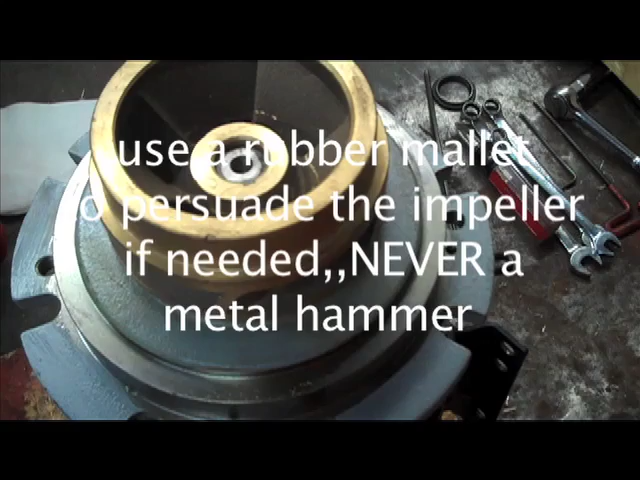 use a rubber mallet
to persuade the impeller
if needed,,NEVER a
metal hammer